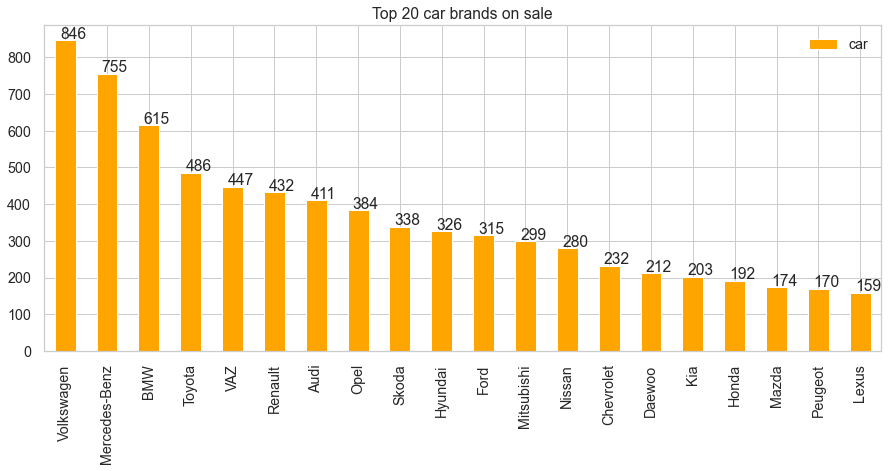 Top 20 car brands on sale
car
846
755
615
486
447
432
411
384
338
326
315
299
280
232
212
203
192
174
170
159
800
700
600
500
400
300
200
100
0
Volkswagen
Mercedes-Benz
BMW
Toyota
VAZ
Renault
Audi
Opel
Skoda
Hyundai
Ford
Mitsubishi
Nissan
Chevrolet
Daewoo
Kia
Honda
Mazda
Peugeot
Lexus